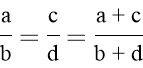 a/b = c/d = (a + c)/(b + d)